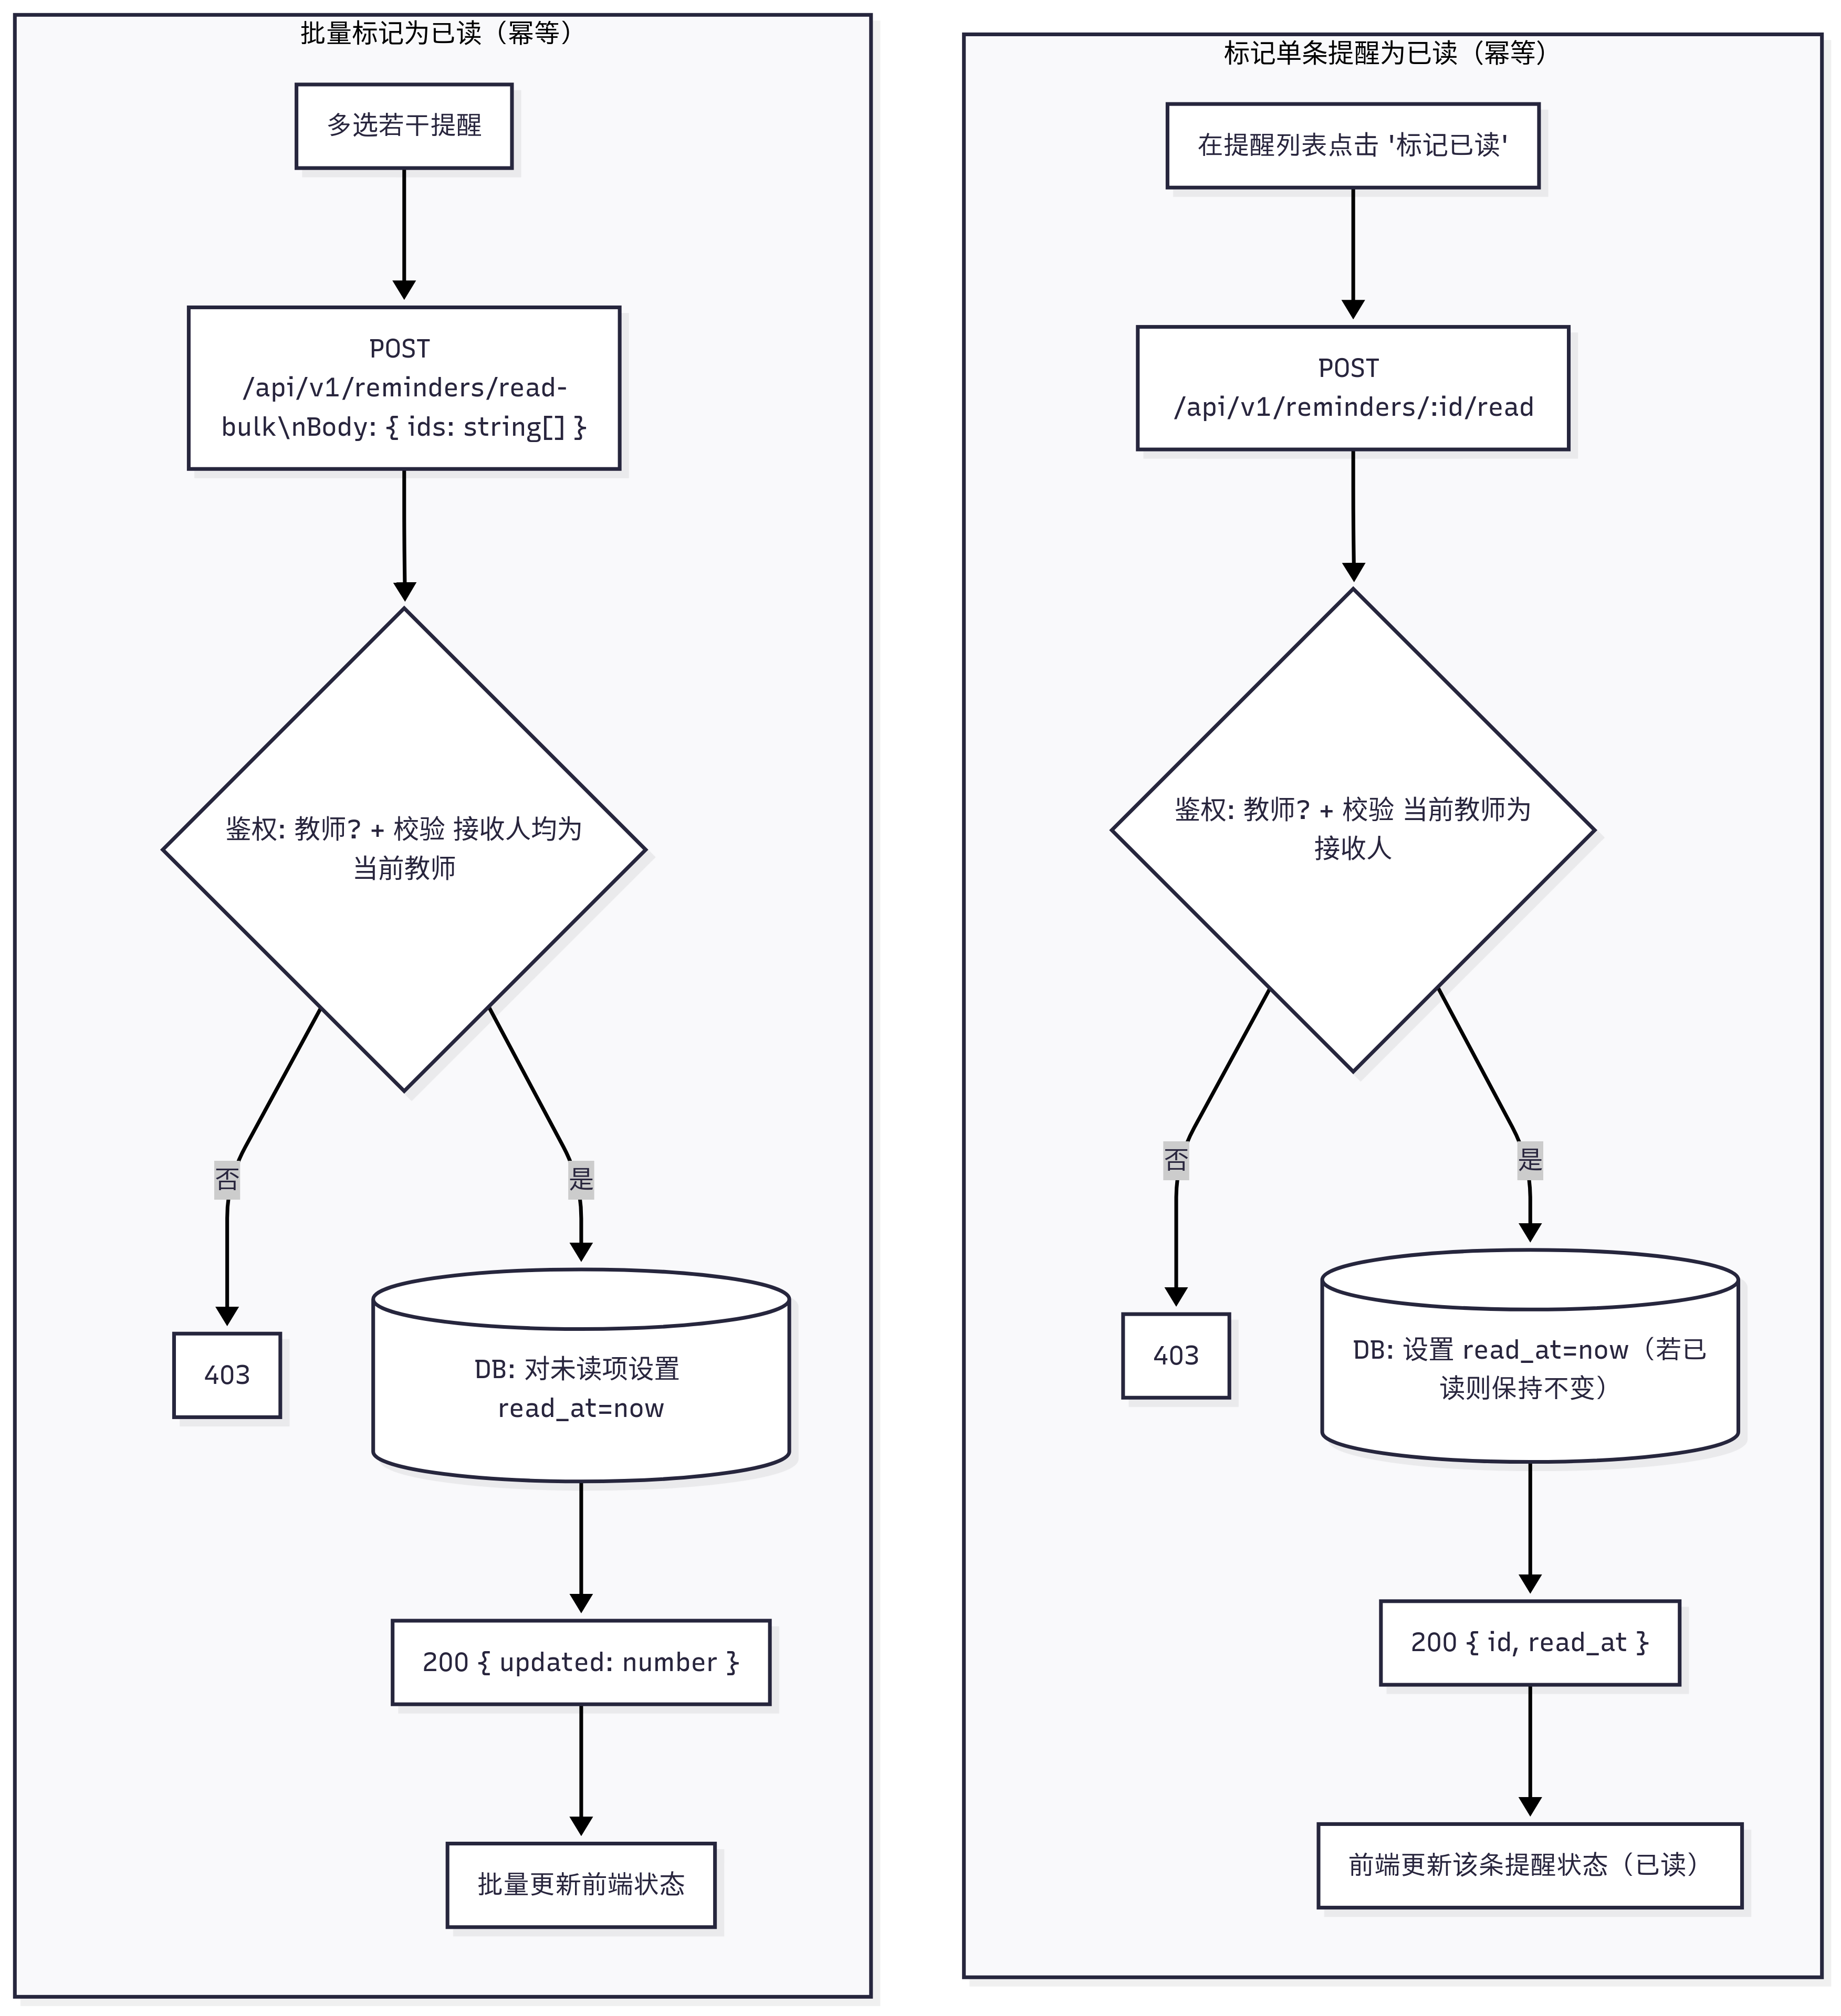 批量标记为已读（幂等）
多选若干提醒
POST
/api/v1/reminders/read-
bulk\nBody: { ids: string[] }
鉴权: 教师? + 校验 接收人均为
当前教师
否
是
403
DB: 对未读项设置
read_at=now
200 { updated: number }
批量更新前端状态
标记单条提醒为已读（幂等）
在提醒列表点击 '标记已读'
POST
/api/v1/reminders/:id/read
鉴权: 教师? + 校验 当前教师为
接收人
否
是
403
DB: 设置 read_at=now（若已
读则保持不变）
200 { id, read_at }
前端更新该条提醒状态（已读）